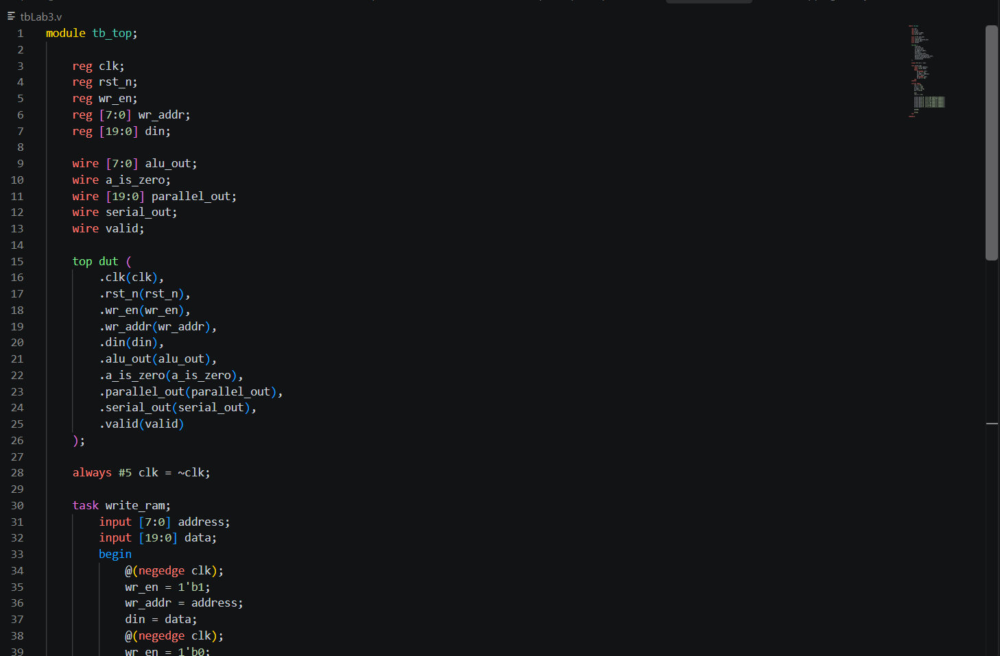 tbLab3.v
1 module tb_top;
2
3 reg clk;
4 reg rst_n;
5 reg wr_en;
6 reg [7:0] wr_addr;
7 reg [19:0] din;
8
9 wire [7:0] alu_out;
10 wire a_is_zero;
11 wire [19:0] parallel_out;
12 wire serial_out;
13 wire valid;
14
15 top dut (
16 .clk(clk),
17 .rst_n(rst_n),
18 .wr_en(wr_en),
19 .wr_addr(wr_addr),
20 .din(din),
21 .alu_out(alu_out),
22 .a_is_zero(a_is_zero),
23 .parallel_out(parallel_out),
24 .serial_out(serial_out),
25 .valid(valid)
26 );
27
28 always #5 clk = ~clk;
29
30 task write_ram;
31 input [7:0] address;
32 input [19:0] data;
33 begin
34 @(negedge clk);
35 wr_en = 1'b1;
36 wr_addr = address;
37 din = data;
38 @(negedge clk);
39 wr_en = 1'b0;